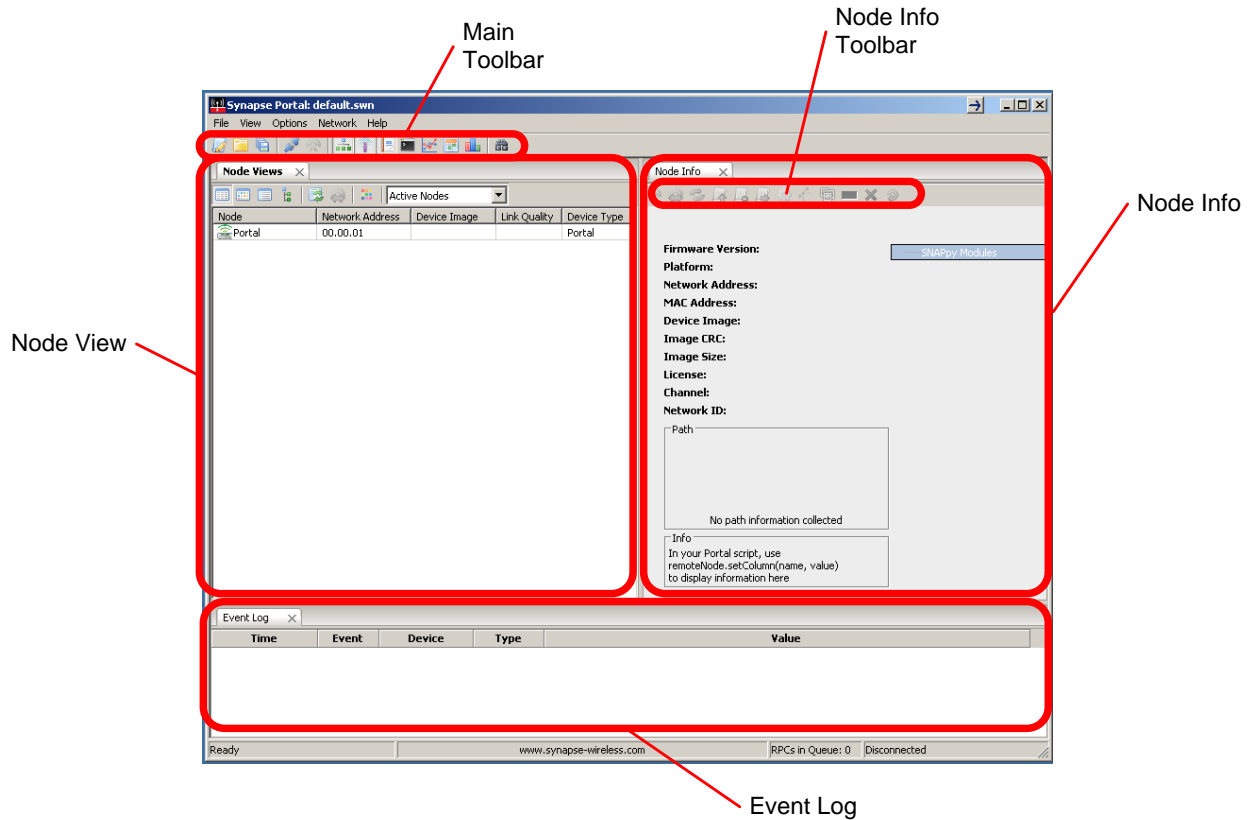 Main
Toolbar
Node Info
Toolbar
Synapse Portal: default.swn
File View Options Network Help
Node Views
Node Info
Active Nodes
Node Network Address Device Image Link Quality Device Type
Portal 00.00.01 Portal
Node Info
Firmware Version:
SNAPpy Modules
Platform:
Network Address:
MAC Address:
Device Image:
Node View
Image CRC:
Image Size:
License:
Channel:
Network ID:
Path
No path information collected
Info
In your Portal script, use
remoteNode.setColumn(name, value)
to display information here
Event Log
Time Event Device Type Value
Ready www.synapse-wireless.com RPCs in Queue: 0 Disconnected
Event Log